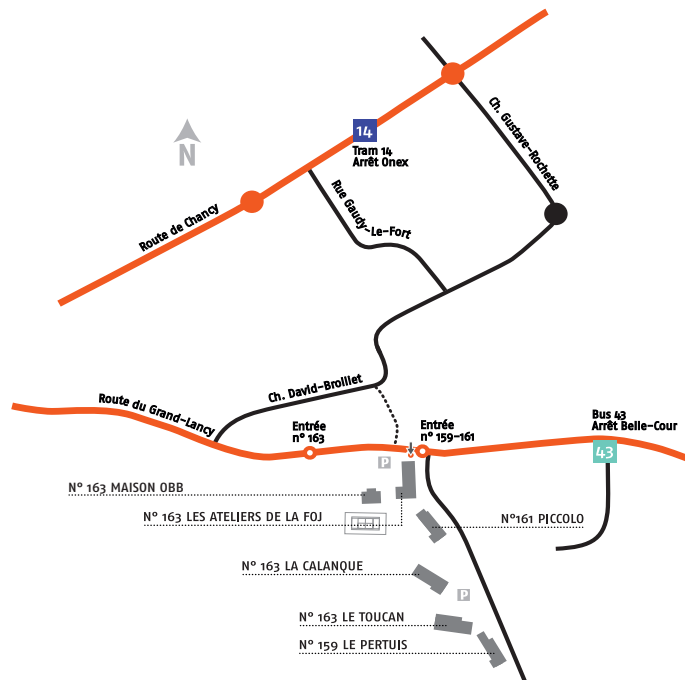 Ch. Gustave-Rochette
14
Tram 14
Arrêt Onex
N
Rue Gaudy-Le-Fort
Route de Chancy
Ch. David-Broillet
Route du Grand-Lancy
Entrée
n° 163
Entrée
n° 159-161
Bus 43
Arrêt Belle-Cour
43
P
N° 163 MAISON OBB
N° 163 LES ATELIERS DE LA FOJ
N°161 PICCOLO
N° 163 LA CALANQUE
P
N° 163 LE TOUCAN
N° 159 LE PERTUIS